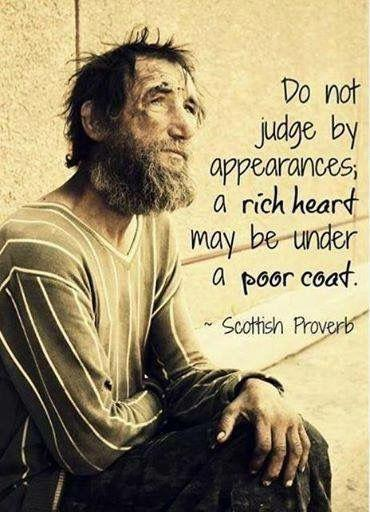 Do not
judge by
appearances;
a rich heart
may be under
a poor coat.
~ Scottish Proverb